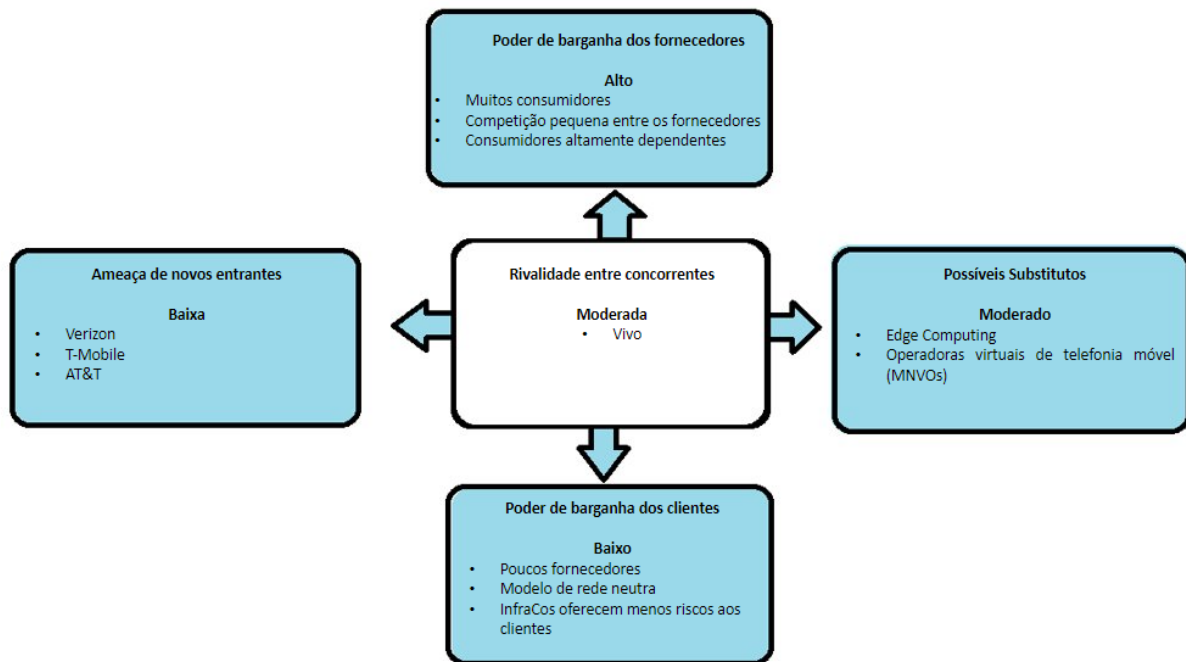 Poder de barganha dos fornecedores
Alto
• Muitos consumidores
• Competição pequena entre os fornecedores
• Consumidores altamente dependentes
Ameaça de novos entrantes
Baixa
• Verizon
• T-Mobile
• AT&T
Rivalidade entre concorrentes
Moderada
• Vivo
Possíveis Substitutos
Moderado
• Edge Computing
• Operadoras virtuais de telefonia móvel
(MNVOs)
Poder de barganha dos clientes
Baixo
• Poucos fornecedores
• Modelo de rede neutra
• InfraCos oferecem menos riscos aos
clientes